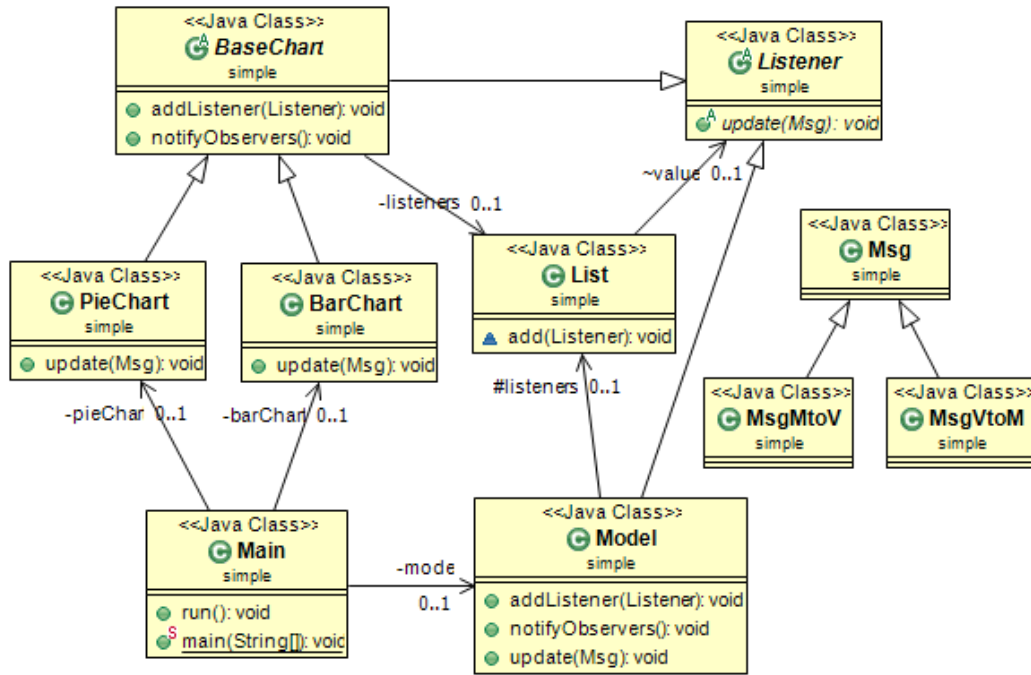 <<Java Class>>
BaseChart
simple
addListener(Listener): void
notifyObservers(): void
<<Java Class>>
Listener
simple
update(Msg): void
-listeners 0..1
~value 0..1
<<Java Class>>
PieChart
simple
update(Msg): void
<<Java Class>>
BarChart
simple
update(Msg): void
<<Java Class>>
List
simple
add(Listener): void
<<Java Class>>
Msg
simple
-pieChar 0..1
-barChart 0..1
#listeners 0..1
<<Java Class>>
MsgMtoV
simple
<<Java Class>>
MsgVtoM
simple
<<Java Class>>
Main
simple
run(): void
main(String[]): void
-mode
0..1
<<Java Class>>
Model
simple
addListener(Listener): void
notifyObservers(): void
update(Msg): void